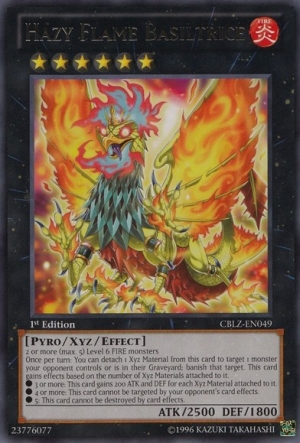 HAZY FLAME BASILTRICE
FIRE
炎
1st Edition
CBLZ-EN049
[PYRO/XYZ/EFFECT]
2 or more (max. 5) Level 6 FIRE monsters
Once per turn: You can detach 1 Xyz Material from this card to target 1 monster
your opponent controls or is in their Graveyard; banish that target. This card
gains effects based on the number of Xyz Materials attached to it.
● 3 or more: This card gains 200 ATK and DEF for each Xyz Material attached to it.
● 4 or more: This card cannot be targeted by your opponent's card effects.
● 5: This card cannot be destroyed by card effects.
ATK/2500 DEF/1800
23776077
©1996 KAZUKI TAKAHASHI